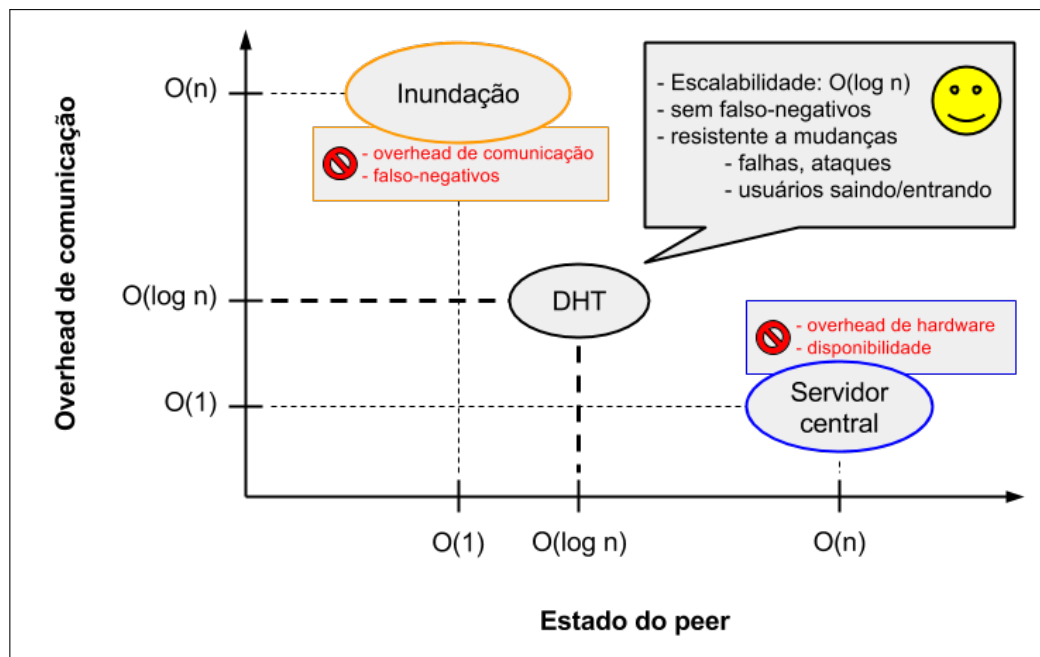 Overhead de comunicação
O(n)
O(log n)
O(1)
Inundação
- overhead de comunicação
- falso-negativos
- Escalabilidade: O(log n)
- sem falso-negativos
- resistente a mudanças
- falhas, ataques
- usuários saindo/entrando
DHT
- overhead de hardware
- disponibilidade
Servidor
central
O(1)
O(log n)
O(n)
Estado do peer